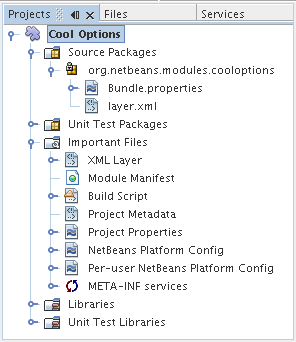 Projects Files Services
Cool Options
Source Packages
org.netbeans.modules.cooloptions
Bundle.properties
layer.xml
Unit Test Packages
Important Files
XML Layer
Module Manifest
Build Script
Project Metadata
Project Properties
NetBeans Platform Config
Per-user NetBeans Platform Config
META-INF services
Libraries
Unit Test Libraries